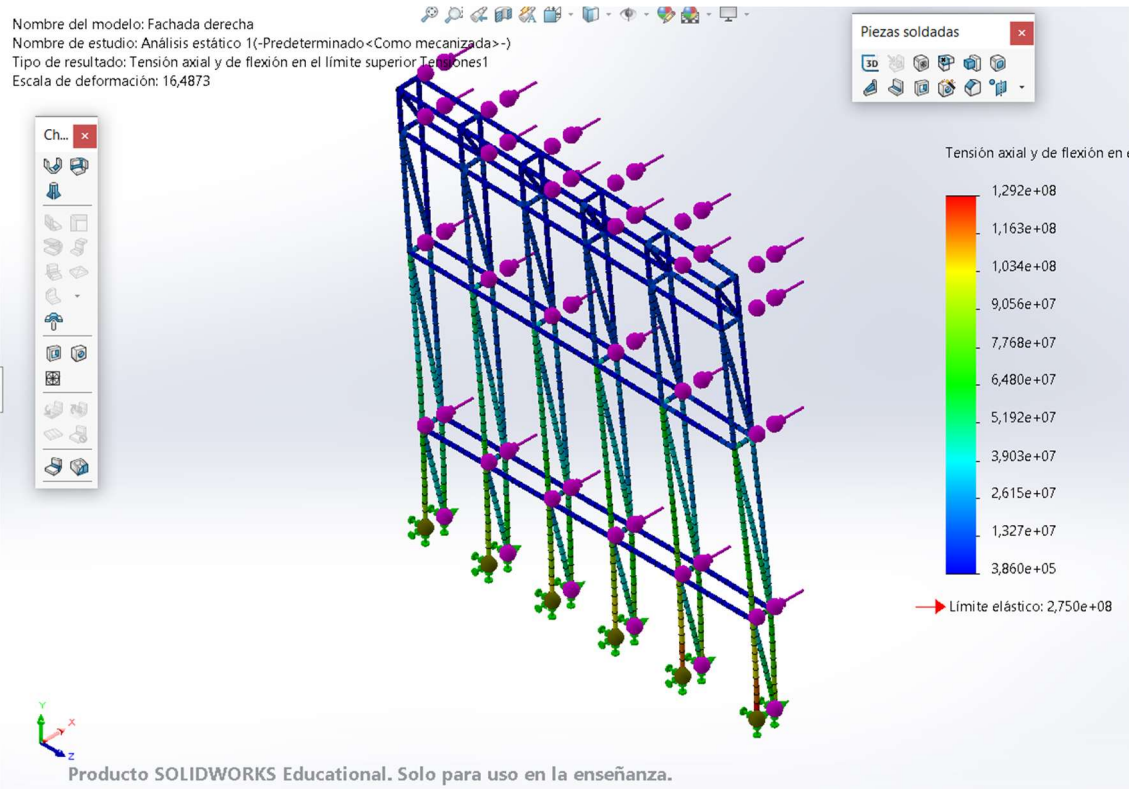 Nombre del modelo: Fachada derecha
Nombre de estudio: Análisis estático 1(-Predeterminado<Como mecanizada>-)
Tipo de resultado: Tensión axial y de flexión en el límite superior Tensiones1
Escala de deformación: 16,4873
Piezas soldadas
3D
Ch...
Tensión axial y de flexión en e
1,292e+08
1,163e+08
1,034e+08
9,056e+07
7,768e+07
6,480e+07
5,192e+07
3,903e+07
2,615e+07
1,327e+07
3,860e+05
Límite elástico: 2,750e+08
Y
X
Z
Producto SOLIDWORKS Educational. Solo para uso en la enseñanza.